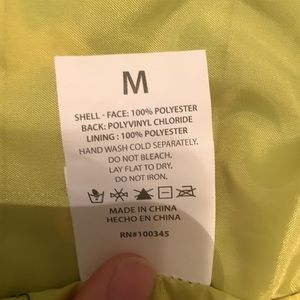 M
SHELL - FACE: 100% POLYESTER
BACK: POLYVINYL CHLORIDE
LINING : 100% POLYESTER
HAND WASH COLD SEPARATELY.
DO NOT BLEACH.
LAY FLAT TO DRY,
DO NOT IRON.
MADE IN CHINA
HECHO EN CHINA
RN#100345